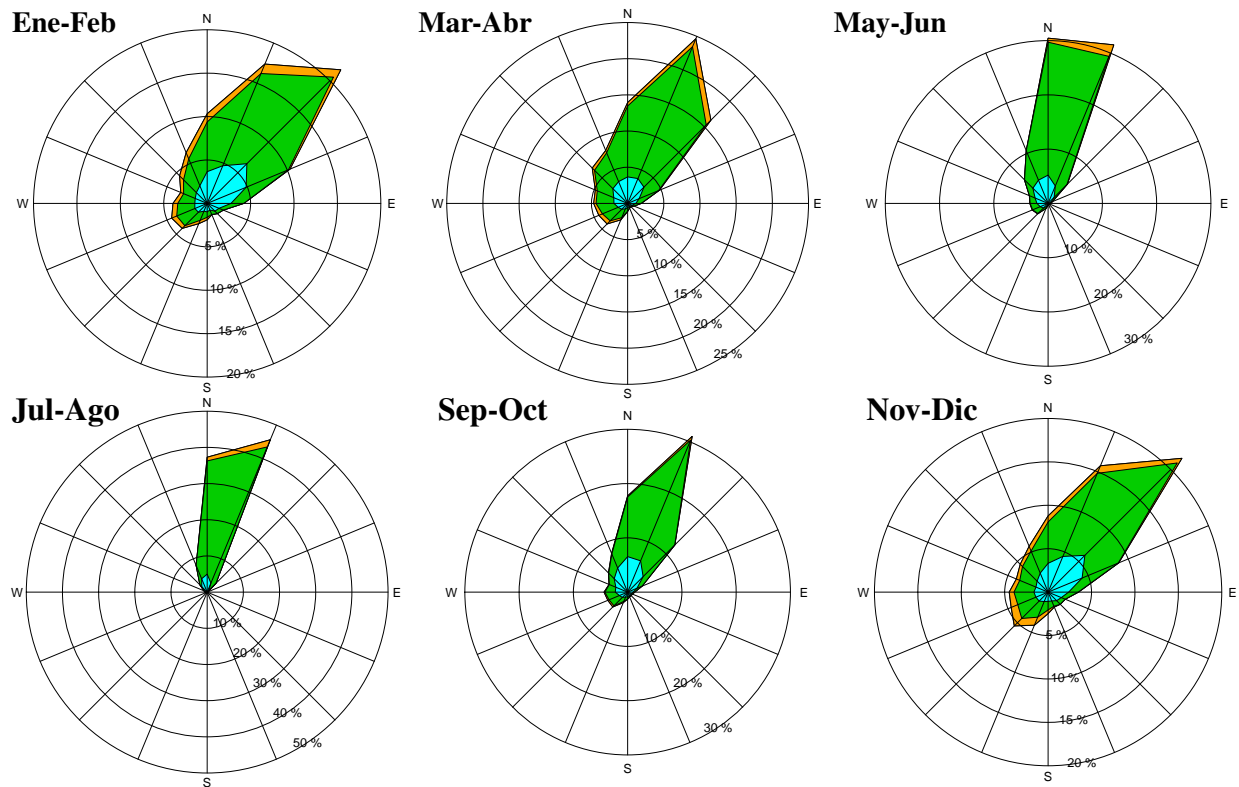 Ene-Feb
N
W
E
S
5 %
10 %
15 %
20 %
Mar-Abr
N
W
E
S
5 %
10 %
15 %
20 %
25 %
May-Jun
N
W
E
S
10 %
20 %
30 %
Jul-Ago
N
W
E
S
10 %
20 %
30 %
40 %
50 %
Sep-Oct
N
W
E
S
10 %
20 %
30 %
Nov-Dic
N
W
E
S
5 %
10 %
15 %
20 %